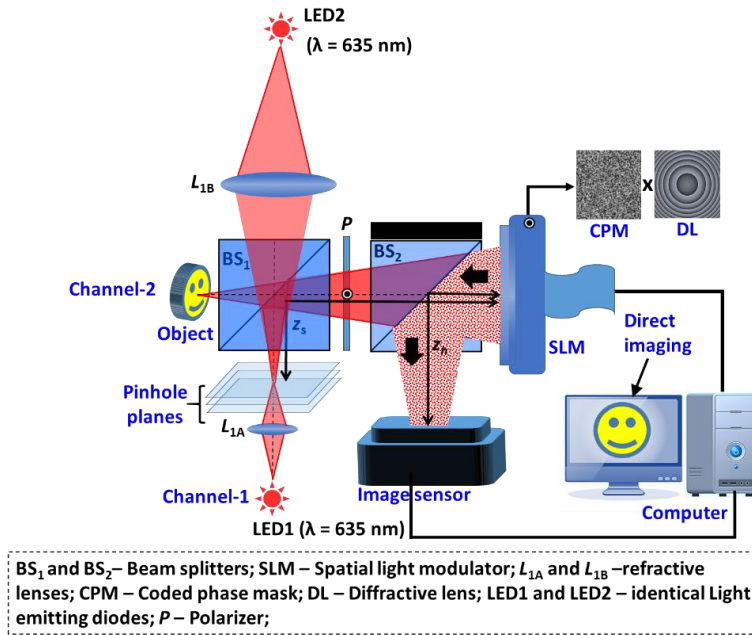 LED2
(λ = 635 nm)
L1B
P
BS1
BS2
CPM
x
DL
Channel-2
Object
zs
zh
SLM
Direct
imaging
Pinhole
planes
L1A
Channel-1
Image sensor
Computer
LED1 (λ = 635 nm)
BS1 and BS2– Beam splitters; SLM – Spatial light modulator; L1A and L1B –refractive
lenses; CPM – Coded phase mask; DL – Diffractive lens; LED1 and LED2 – identical Light
emitting diodes; P – Polarizer;